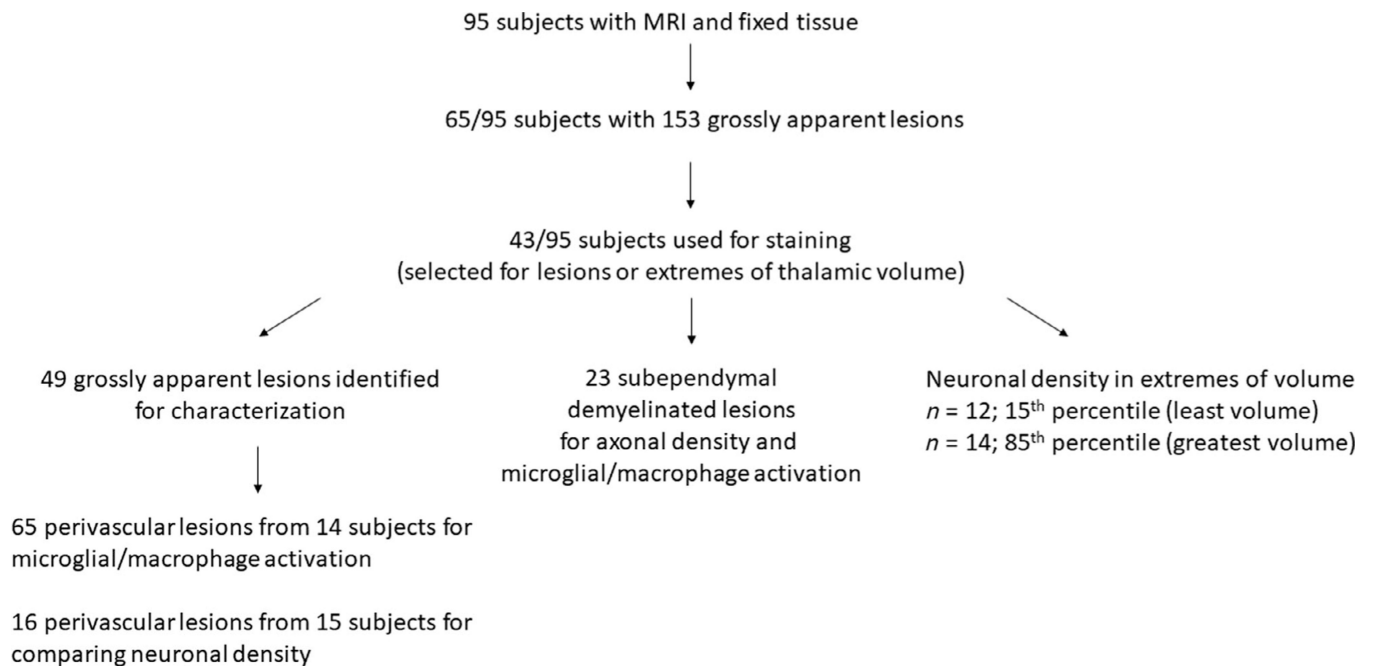 95 subjects with MRI and fixed tissue
65/95 subjects with 153 grossly apparent lesions
43/95 subjects used for staining
(selected for lesions or extremes of thalamic volume)
49 grossly apparent lesions identified
for characterization
65 perivascular lesions from 14 subjects for
microglial/macrophage activation
16 perivascular lesions from 15 subjects for
comparing neuronal density
23 subependymal
demyelinated lesions
for axonal density and
microglial/macrophage activation
Neuronal density in extremes of volume
n = 12; 15th percentile (least volume)
n = 14; 85th percentile (greatest volume)